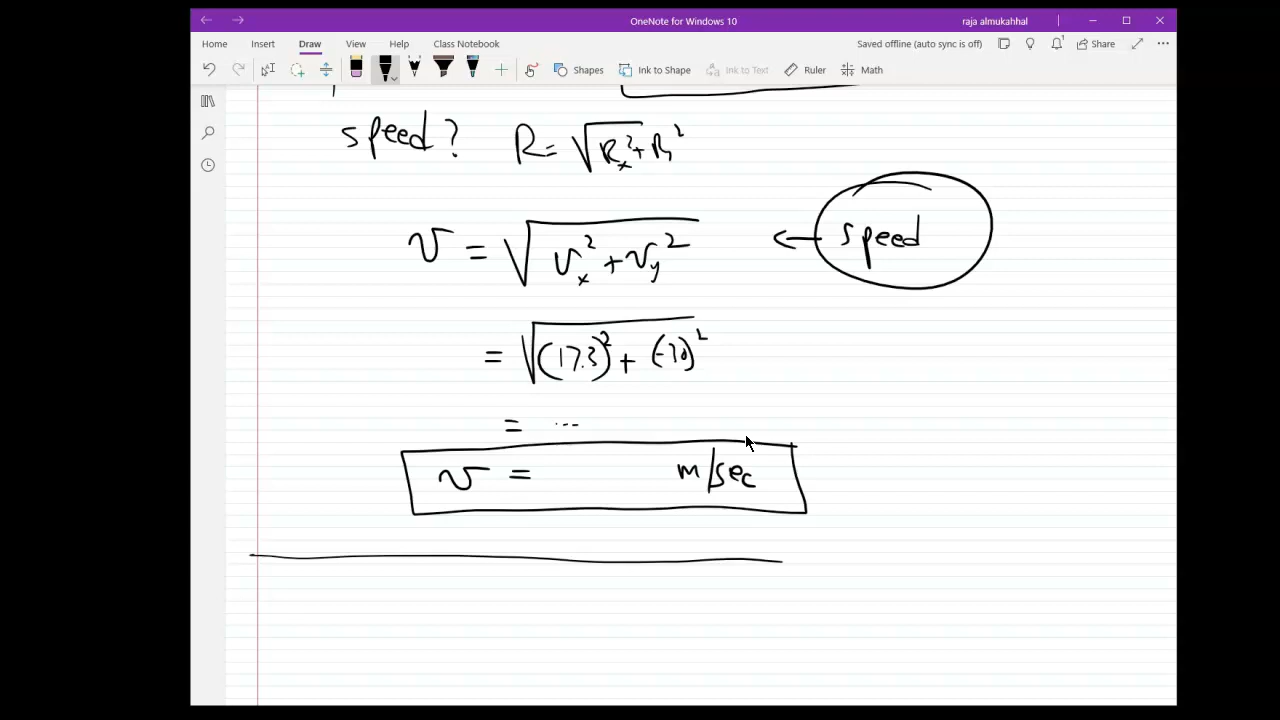 OneNote for Windows 10
raja almukahhal
Home Insert Draw View Help Class Notebook
Saved offline (auto sync is off) Share
Shapes Ink to Shape Ink to Text Ruler Math
speed? R = √Rx²+Ry²
v = √vx²+vy² ← speed
= √(17.3)²+(-30)²
= ...
v = m/sec